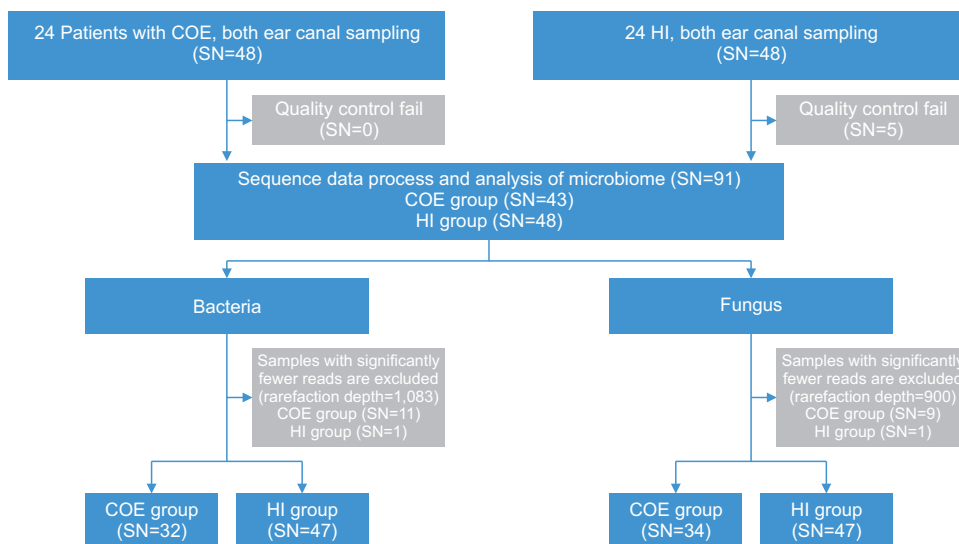 24 Patients with COE, both ear canal sampling
(SN=48)
24 HI, both ear canal sampling
(SN=48)
Quality control fail
(SN=0)
Quality control fail
(SN=5)
Sequence data process and analysis of microbiome (SN=91)
COE group (SN=43)
HI group (SN=48)
Bacteria
Fungus
Samples with significantly
fewer reads are excluded
(rarefaction depth=1,083)
COE group (SN=11)
HI group (SN=1)
Samples with significantly
fewer reads are excluded
(rarefaction depth=900)
COE group (SN=9)
HI group (SN=1)
COE group
(SN=32)
HI group
(SN=47)
COE group
(SN=34)
HI group
(SN=47)